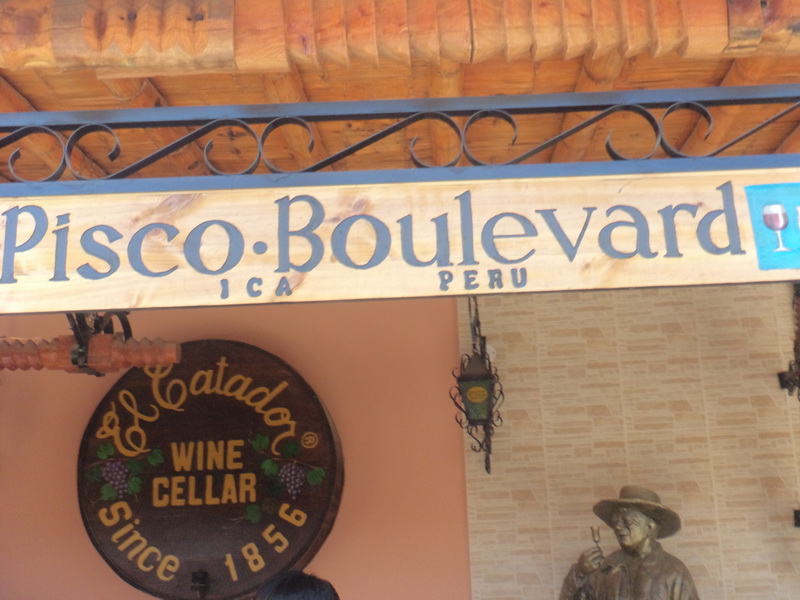 Pisco·Boulevard
ICA PERU
El Catador ®
WINE
CELLAR
Since 1856